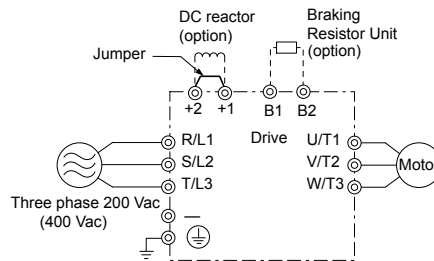 DC reactor
(option)
Braking
Resistor Unit
(option)
Jumper
+2
+1
B1
B2
Drive
R/L1
S/L2
T/L3
U/T1
V/T2
W/T3
Moto
Three phase 200 Vac
(400 Vac)
−